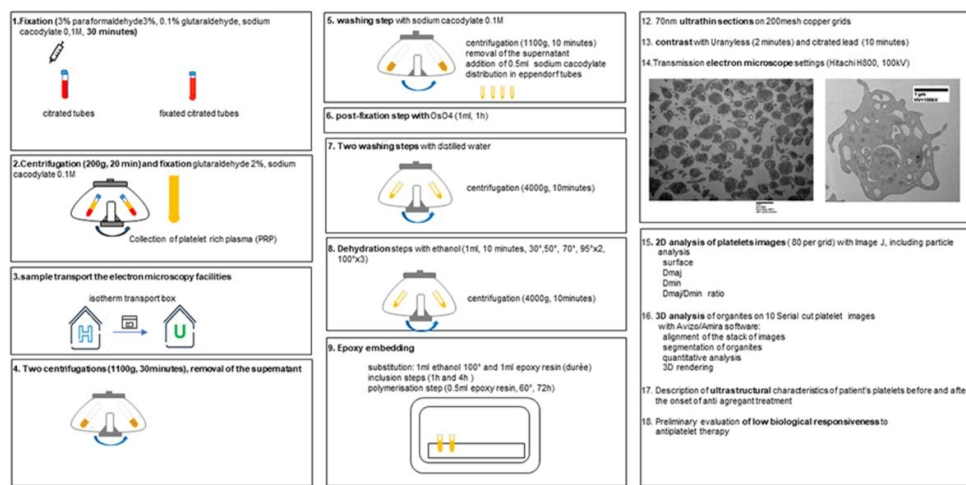 1.Fixation (3% paraformaldehyde3%, 0.1% glutaraldehyde, sodium
cacodylate 0,1M, 30 minutes)
citrated tubes
fixated citrated tubes
2.Centrifugation (200g, 20 min) and fixation glutaraldehyde 2%, sodium
cacodylate 0.1M
Collection of platelet rich plasma (PRP)
3.sample transport the electron microscopy facilities
isotherm transport box
H
U
4. Two centrifugations (1100g, 30minutes), removal of the supernatant
5. washing step with sodium cacodylate 0.1M
centrifugation (1100g, 10 minutes)
removal of the supernatant
addition of 0.5ml sodium cacodylate
distribution in eppendorf tubes
6. post-fixation step with OsO4 (1ml, 1h)
7. Two washing steps with distilled water
centrifugation (4000g, 10minutes)
8. Dehydration steps with ethanol (1ml, 10 minutes, 30°,50°, 70°, 95°x2,
100°x3)
centrifugation (4000g, 10minutes)
9. Epoxy embedding
substitution: 1ml ethanol 100° and 1ml epoxy resin (durée)
inclusion steps (1h and 4h )
polymerisation step (0.5ml epoxy resin, 60°, 72h)
12. 70nm ultrathin sections on 200mesh copper grids
13. contrast with Uranyless (2 minutes) and citrated lead (10 minutes)
14.Transmission electron microscope settings (Hitachi H800, 100kV)
1 µm
HV=100kV
15. 2D analysis of platelets images ( 80 per grid) with Image J, including particle
analysis
surface
Dmaj
Dmin
Dmaj/Dmin ratio
16. 3D analysis of organites on 10 Serial cut platelet images
with Avizo/Amira software:
alignment of the stack of images
segmentation of organites
quantitative analysis
3D rendering
17. Description of ultrastructural characteristics of patient's platelets before and after
the onset of anti agregant treatment
18. Preliminary evaluation of low biological responsiveness to
antiplatelet therapy